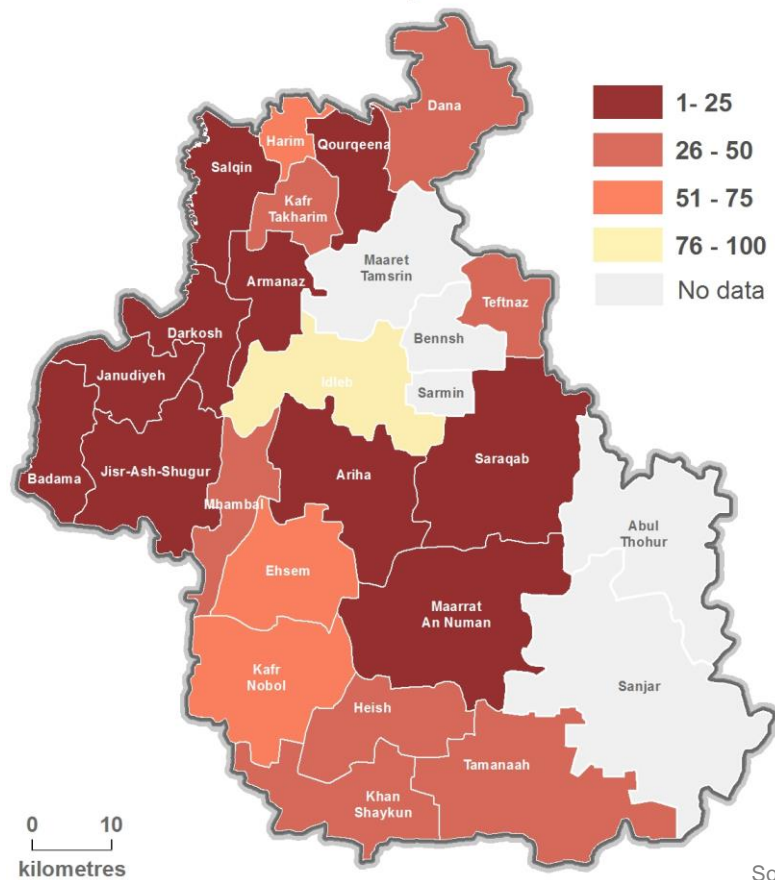 1- 25
26 - 50
51 - 75
76 - 100
No data
Dana
Harim
Qourqeena
Salqin
Kafr
Takharim
Maaret
Tamsrin
Armanaz
Teftnaz
Darkosh
Bennsh
Janudiyeh
Idleb
Sarmin
Saraqab
Badama
Jisr-Ash-Shugur
Ariha
Mhambal
Abul
Thohur
Ehsem
Maarrat
An Numan
Kafr
Nobol
Sanjar
Heish
Tamanaah
Khan
Shaykun
0 10
kilometres
Sc